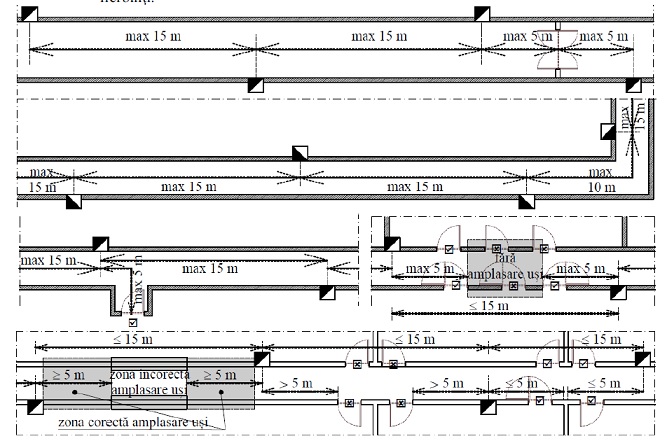 max 15 m max 15 m max 5 m max 5 m
max 15 m
max 15 m
max 15 m
max 15 m
max 10 m
max 15 m
max 15 m
max 5 m
max 5 m
fără amplasare uși
max 5 m
≤ 15 m
≤ 15 m
≤ 15 m
≤ 15 m
≥ 5 m
zona incorectă amplasare uși
≥ 5 m
> 5 m
> 5 m
≤ 5 m
≤ 5 m
zona corectă amplasare uși